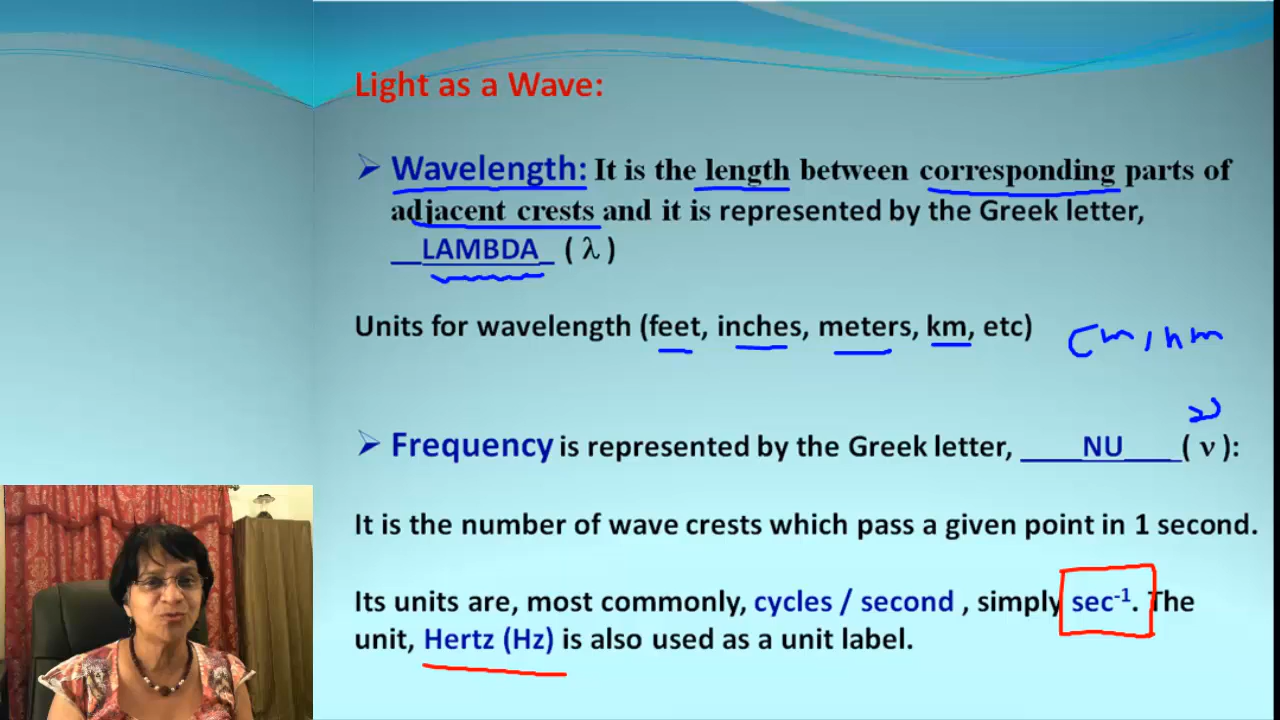 Light as a Wave:
➢ Wavelength: It is the length between corresponding parts of
adjacent crests and it is represented by the Greek letter,
__LAMBDA_ ( λ )
Units for wavelength (feet, inches, meters, km, etc) cm, nm
ν
➢ Frequency is represented by the Greek letter, ____NU____( ν ):
It is the number of wave crests which pass a given point in 1 second.
Its units are, most commonly, cycles / second , simply sec⁻¹. The
unit, Hertz (Hz) is also used as a unit label.